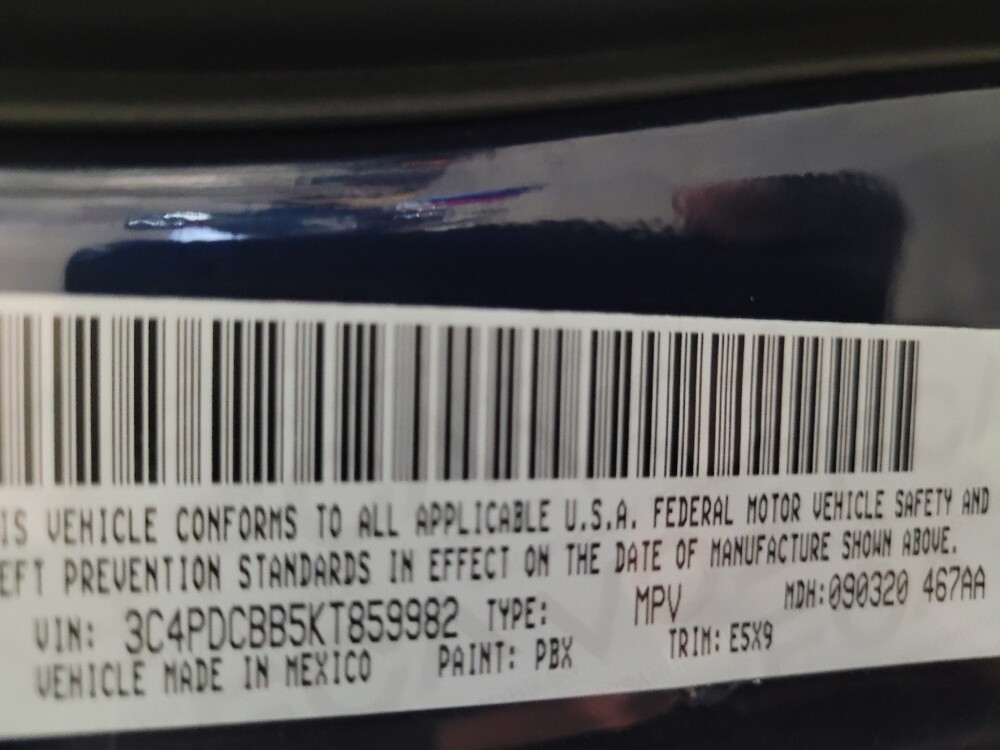 IS VEHICLE CONFORMS TO ALL APPLICABLE U.S.A. FEDERAL MOTOR VEHICLE SAFETY AND
EFT PREVENTION STANDARDS IN EFFECT ON THE DATE OF MANUFACTURE SHOWN ABOVE.
VIN: 3C4PDCBB5KT859982 TYPE: MPV MDH:090320 467AA
VEHICLE MADE IN MEXICO PAINT: PBX TRIM: E5X9